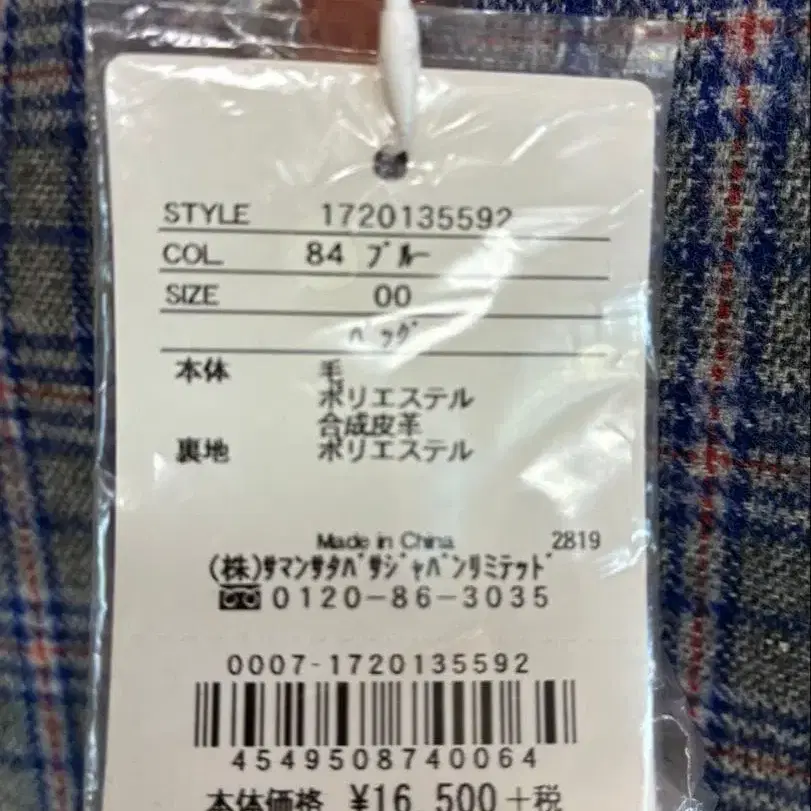 STYLE 1720135592
COL. 84 ブルー
SIZE 00
バッグ
本体 毛
ポリエステル
合成皮革
裏地 ポリエステル
Made in China 2819
(株)サマンサタバサジャパンリミテッド
0120-86-3035
0007-1720135592
4549508740064
本体価格 ¥16,500+税